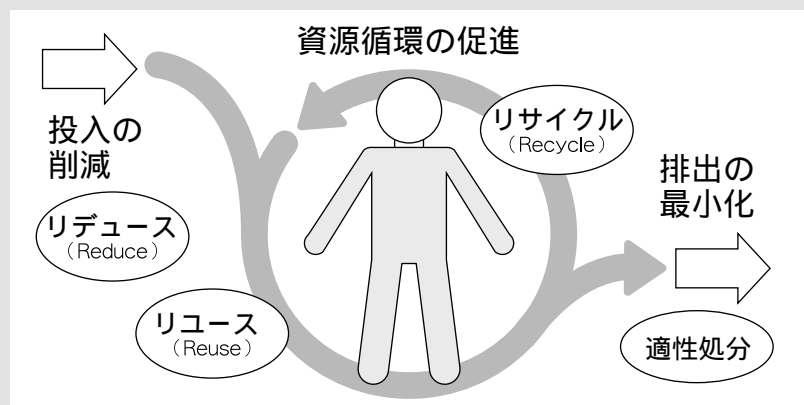 資源循環の促進
投入の
削減
リデュース
(Reduce)
リユース
(Reuse)
リサイクル
(Recycle)
排出の
最小化
適性処分